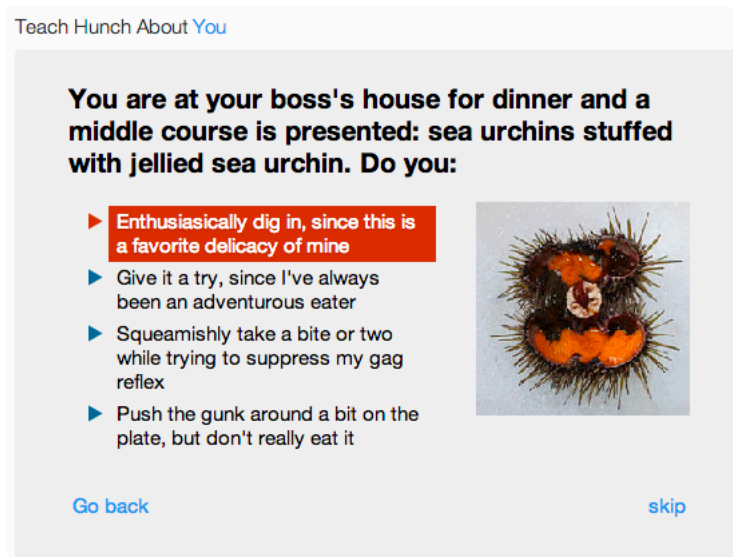 Teach Hunch About You
You are at your boss's house for dinner and a
middle course is presented: sea urchins stuffed
with jellied sea urchin. Do you:
Enthusiasically dig in, since this is
a favorite delicacy of mine
Give it a try, since I've always
been an adventurous eater
Squeamishly take a bite or two
while trying to suppress my gag
reflex
Push the gunk around a bit on the
plate, but don't really eat it
Go back
skip